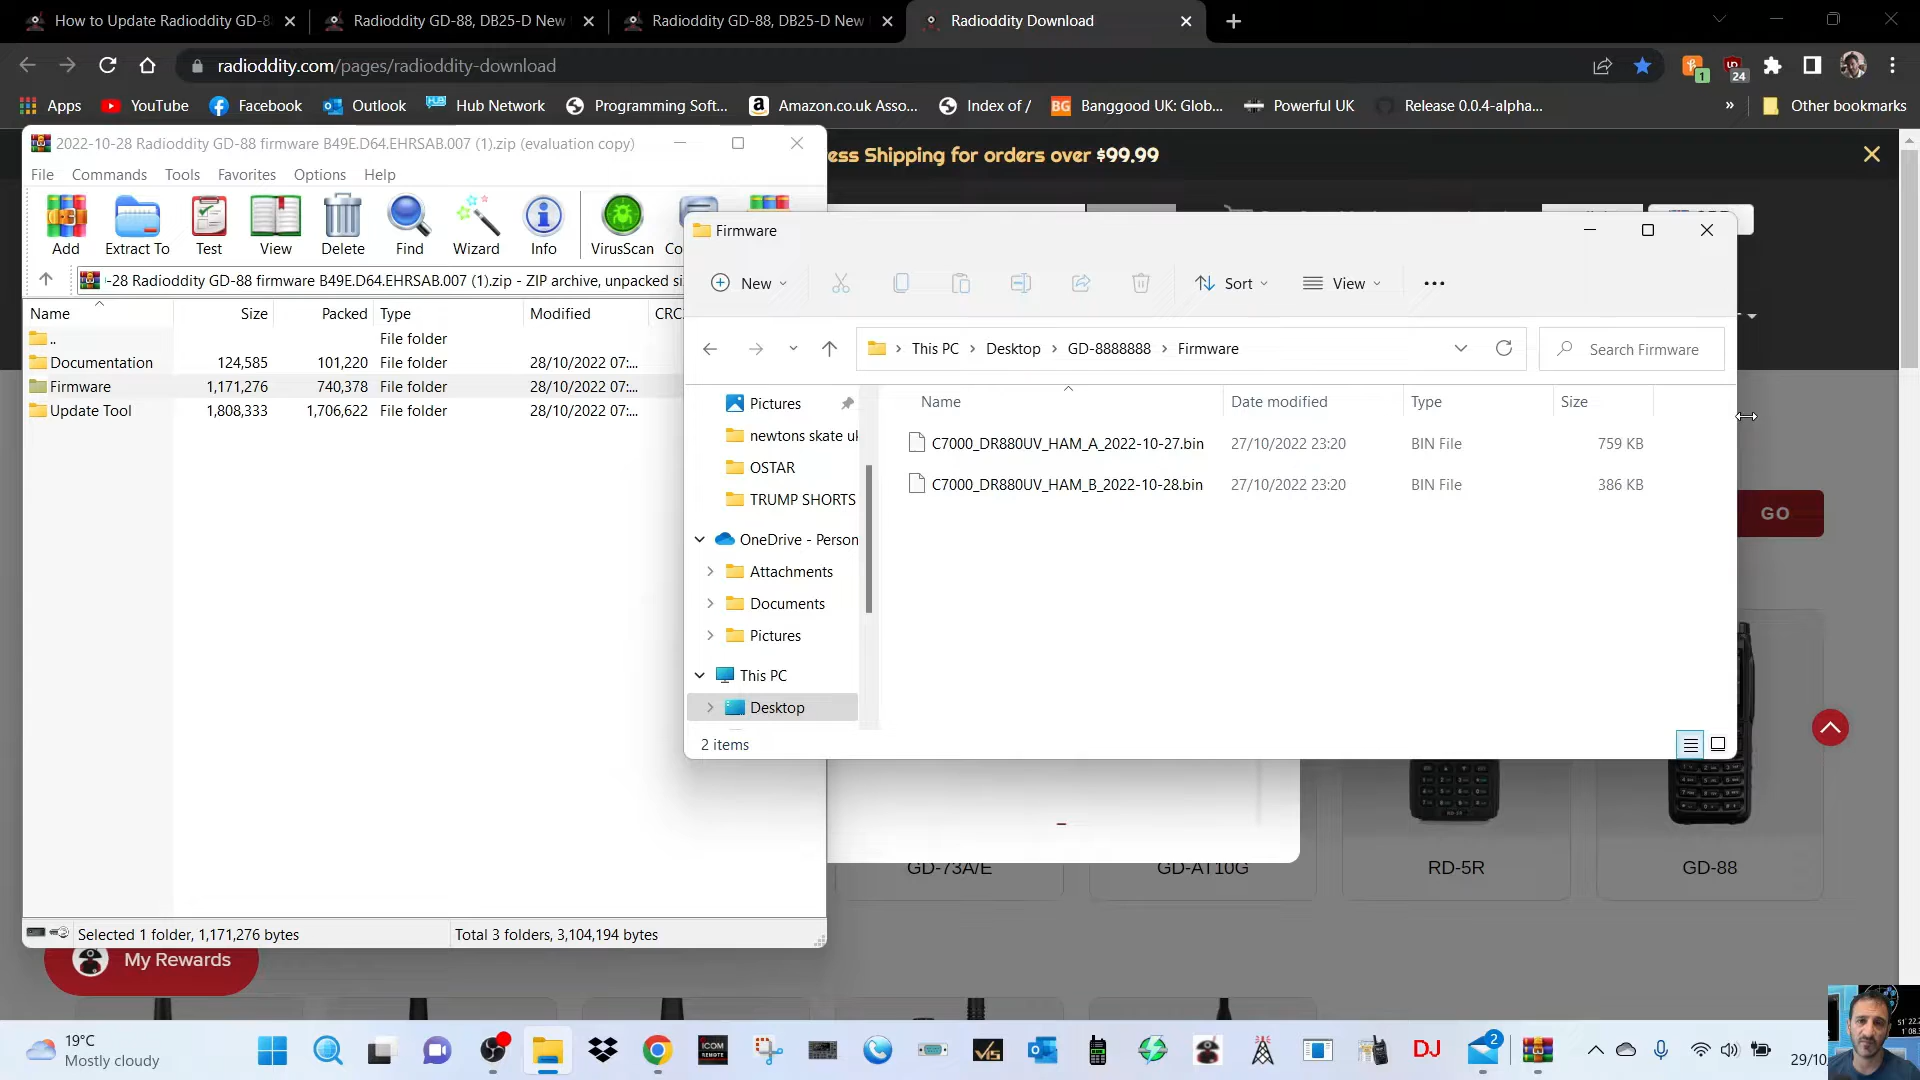 How to Update Radioddity GD-8
Radioddity GD-88, DB25-D New
Radioddity GD-88, DB25-D New
Radioddity Download
radioddity.com/pages/radioddity-download
1
24
Apps
YouTube
Facebook
Outlook
Hub Network
Programming Soft...
Amazon.co.uk Asso...
Index of /
Banggood UK: Glob...
Powerful UK
Release 0.0.4-alpha...
Other bookmarks
2022-10-28 Radioddity GD-88 firmware B49E.D64.EHRSAB.007 (1).zip (evaluation copy)
ess Shipping for orders over $99.99
File Commands Tools Favorites Options Help
Add
Extract To
Test
View
Delete
Find
Wizard
Info
VirusScan
-28 Radioddity GD-88 firmware B49E.D64.EHRSAB.007 (1).zip - ZIP archive, unpacked si
Name Size Packed Type Modified CRC
.. File folder
Documentation 124,585 101,220 File folder 28/10/2022 07:...
Firmware 1,171,276 740,378 File folder 28/10/2022 07:...
Update Tool 1,808,333 1,706,622 File folder 28/10/2022 07:...
Selected 1 folder, 1,171,276 bytes
Total 3 folders, 3,104,194 bytes
Firmware
New
Sort
View
This PC > Desktop > GD-8888888 > Firmware
Search Firmware
Pictures
newtons skate uk
OSTAR
TRUMP SHORTS
OneDrive - Person
Attachments
Documents
Pictures
This PC
Desktop
Name Date modified Type Size
C7000_DR880UV_HAM_A_2022-10-27.bin 27/10/2022 23:20 BIN File 759 KB
C7000_DR880UV_HAM_B_2022-10-28.bin 27/10/2022 23:20 BIN File 386 KB
2 items
GO
GD-73A/E
GD-AT10G
RD-5R
GD-88
My Rewards
19°C
Mostly cloudy
ICOM
REMOTE
DJ
2
29/10